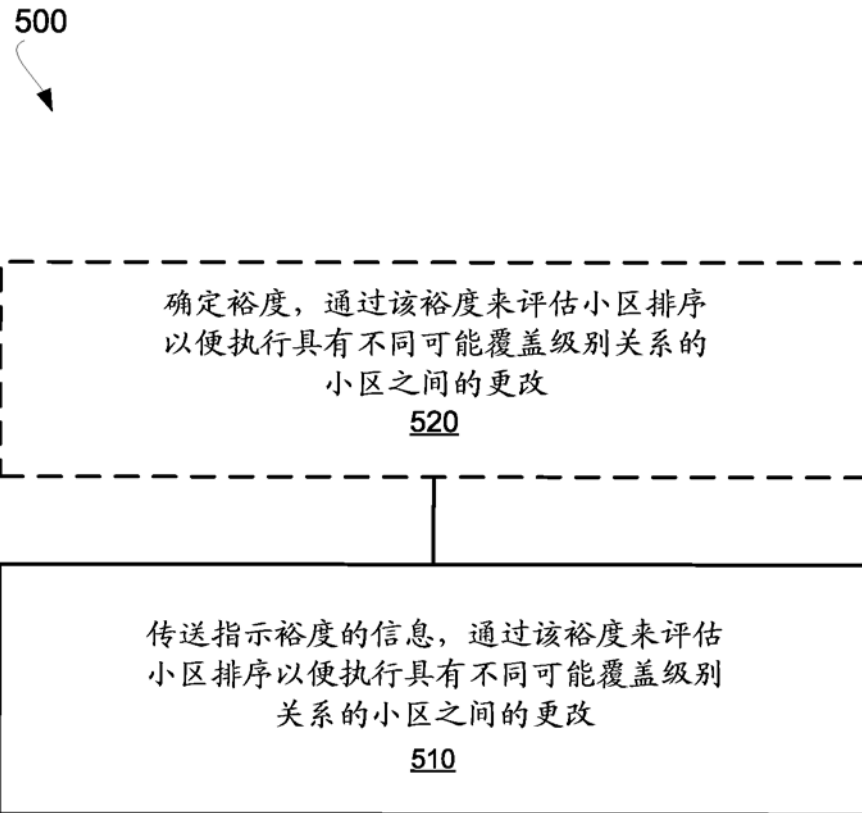 500
确定裕度，通过该裕度来评估小区排序
以便执行具有不同可能覆盖级别关系的
小区之间的更改
520
传送指示裕度的信息，通过该裕度来评估
小区排序以便执行具有不同可能覆盖级别
关系的小区之间的更改
510